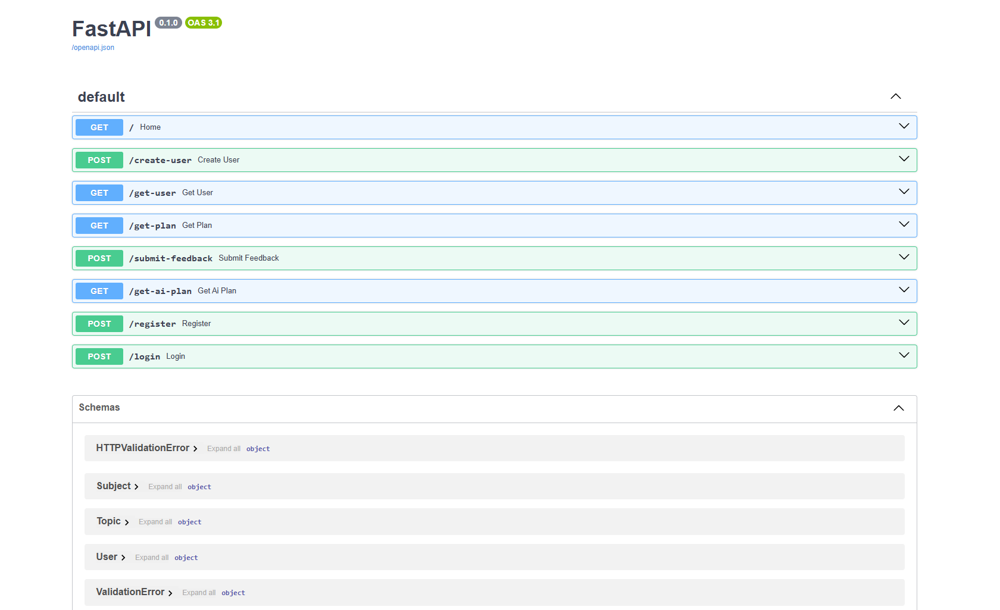 FastAPI 0.1.0 OAS 3.1
/openapi.json
default
GET / Home
POST /create-user Create User
GET /get-user Get User
GET /get-plan Get Plan
POST /submit-feedback Submit Feedback
GET /get-ai-plan Get Ai Plan
POST /register Register
POST /login Login
Schemas
HTTPValidationError Expand all object
Subject Expand all object
Topic Expand all object
User Expand all object
ValidationError Expand all object